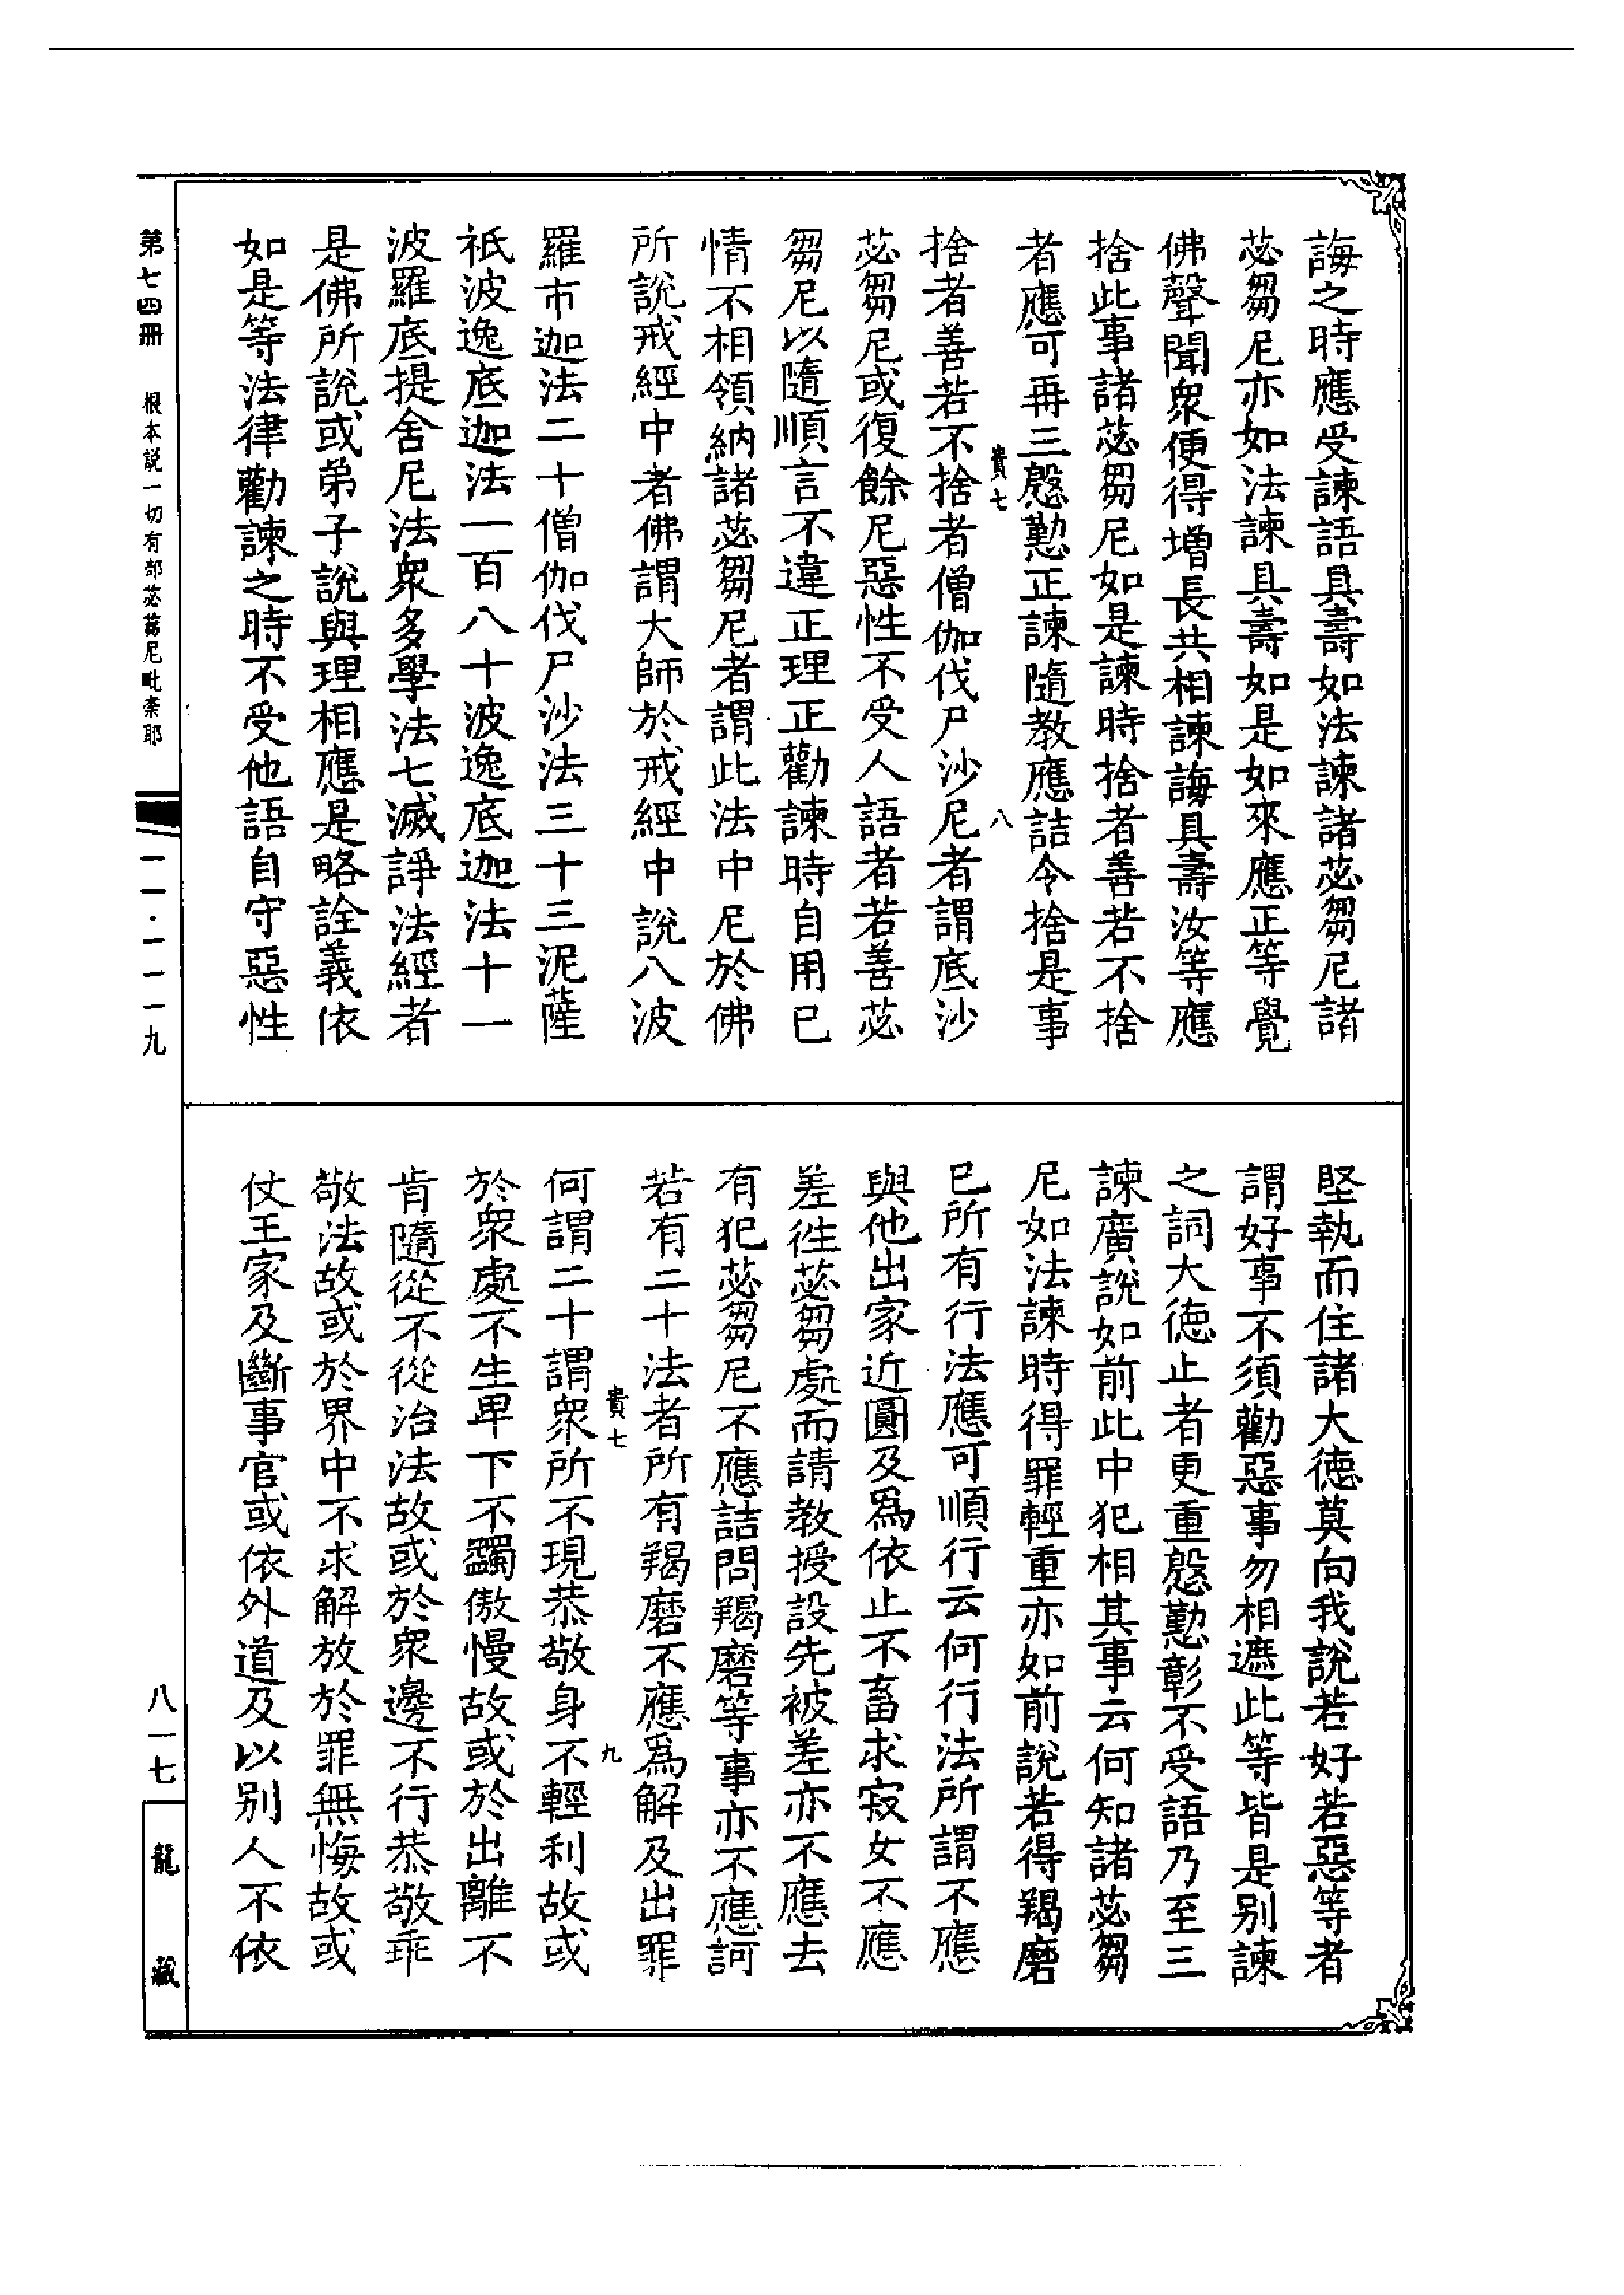 誨之時應受諫語具壽如法諫諸苾芻尼諸
苾芻尼亦如法諫具壽如是如來應正等覺
佛聲聞衆便得增長共相諫誨具壽汝等應
捨此事諸苾芻尼如是諫時捨者善若不捨
者應可再三慇懃正諫隨教應詰令捨是事
貴七 八
捨者善若不捨者僧伽伐尸沙尼者謂底沙
苾芻尼或復餘尼惡性不受人語者若善苾
芻尼以隨順言不違正理正勸諫時自用已
情不相領納諸苾芻尼者謂此法中尼於佛
所說戒經中者佛謂大師於戒經中說八波
羅市迦法二十僧伽伐尸沙法三十三泥薩
祇波逸底迦法一百八十波逸底迦法十一
波羅底提舍尼法衆多學法七滅諍法經者
是佛所說或弟子說與理相應是略詮義依
如是等法律勸諫之時不受他語自守惡性
堅執而住諸大德莫向我說若好若惡等者
謂好事不須勸惡事勿相遮此等皆是別諫
之詞大德止者更重慇懃彰不受語乃至三
諫廣說如前此中犯相其事云何知諸苾芻
尼如法諫時得罪輕重亦如前說若得羯磨
已所有行法應可順行云何行法所謂不應
與他出家近圓及爲依止不畜求寂女不應
差徃苾芻處而請教授設先被差亦不應去
有犯苾芻尼不應詰問羯磨等事亦不應訶
若有二十法者所有羯磨不應爲解及出罪
貴七 九
何謂二十謂衆所不現恭敬身不輕利故或
於衆處不生卑下不蠲傲慢故或於出離不
肯隨從不從治法故或於衆邊不行恭敬乖
敬法故或於界中不求解放於罪無悔故或
仗王家及斷事官或依外道及以別人不依
第七四冊 根本説一切有部苾蒭尼毗奈耶
一一·一一一九
八一七
龍藏